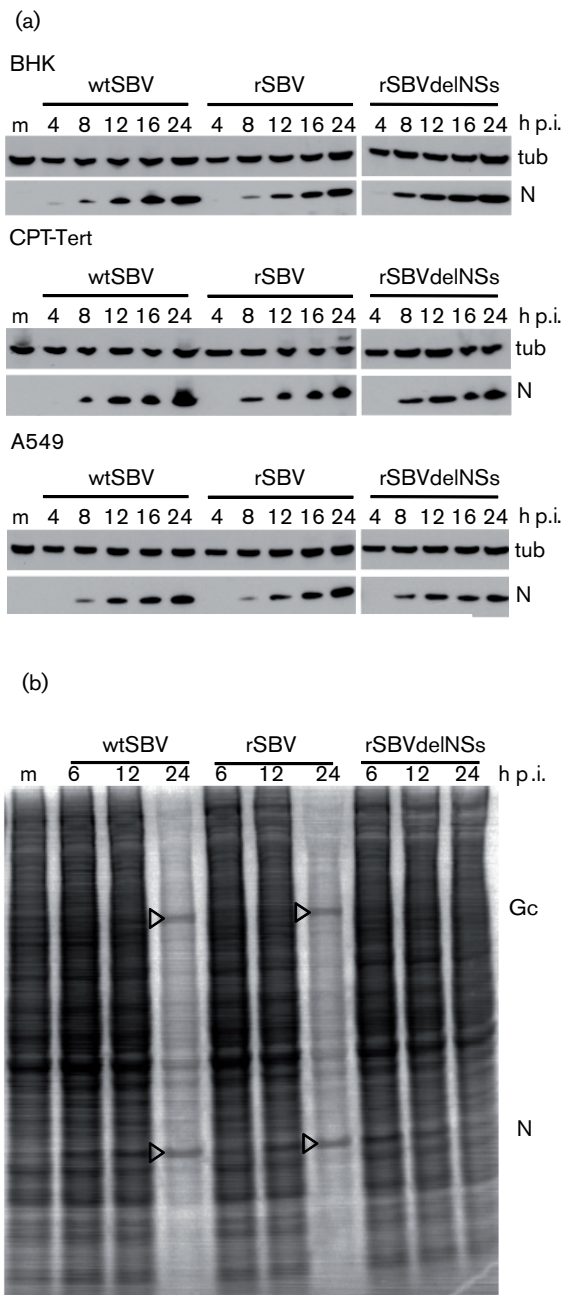 (a)
BHK
wtSBV rSBV rSBVdelNSs
m 4 8 12 16 24 4 8 12 16 24 4 8 12 16 24 h p.i.
tub
N
CPT-Tert
wtSBV rSBV rSBVdelNSs
m 4 8 12 16 24 4 8 12 16 24 4 8 12 16 24 h p.i.
tub
N
A549
wtSBV rSBV rSBVdelNSs
m 4 8 12 16 24 4 8 12 16 24 4 8 12 16 24 h p.i.
tub
N
(b)
wtSBV rSBV rSBVdelNSs
m 6 12 24 6 12 24 6 12 24 h p.i.
Gc
N